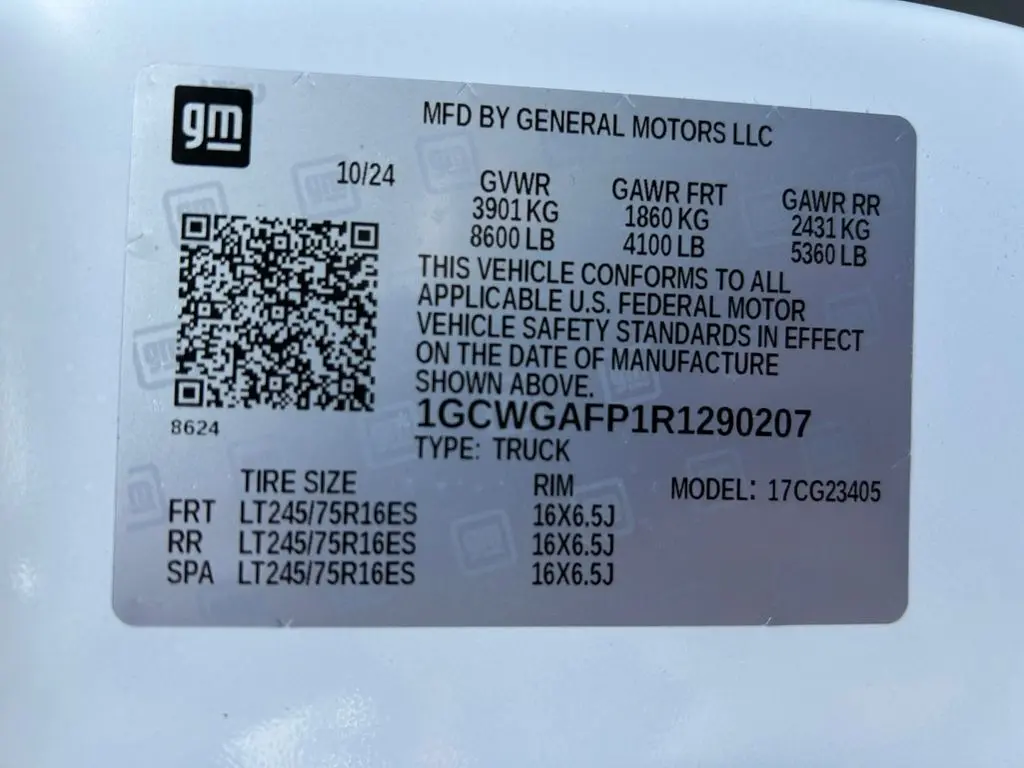 gm
MFD BY GENERAL MOTORS LLC
10/24
GVWR GAWR FRT GAWR RR
3901 KG 1860 KG 2431 KG
8600 LB 4100 LB 5360 LB
THIS VEHICLE CONFORMS TO ALL
APPLICABLE U.S. FEDERAL MOTOR
VEHICLE SAFETY STANDARDS IN EFFECT
ON THE DATE OF MANUFACTURE
SHOWN ABOVE.
8624
1GCWGAFP1R1290207
TYPE: TRUCK
TIRE SIZE RIM MODEL: 17CG23405
FRT LT245/75R16ES 16X6.5J
RR LT245/75R16ES 16X6.5J
SPA LT245/75R16ES 16X6.5J